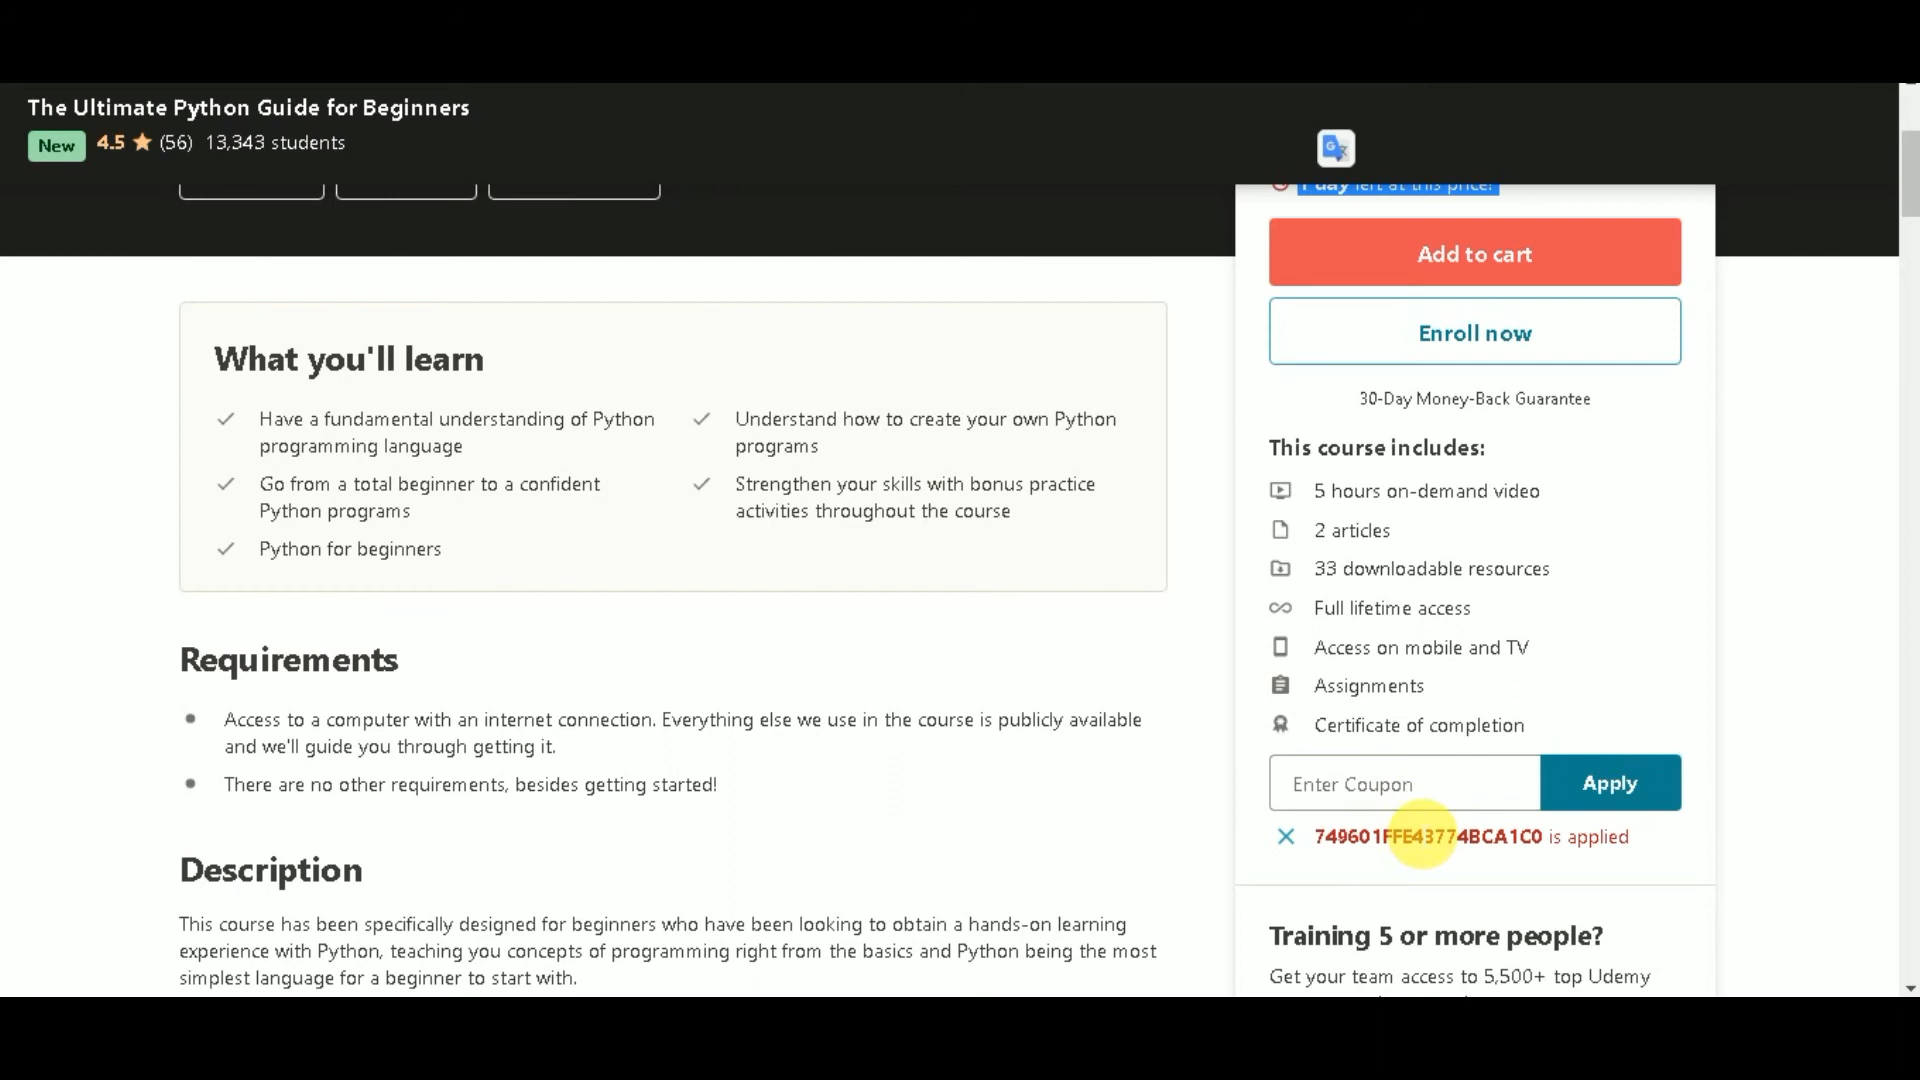 The Ultimate Python Guide for Beginners
New 4.5 (56) 13,343 students
1 day left at this price!
Add to cart
Enroll now
30-Day Money-Back Guarantee
This course includes:
5 hours on-demand video
2 articles
33 downloadable resources
Full lifetime access
Access on mobile and TV
Assignments
Certificate of completion
Enter Coupon
Apply
749601FFE43774BCA1C0 is applied
Training 5 or more people?
Get your team access to 5,500+ top Udemy
What you'll learn
Have a fundamental understanding of Python
programming language
Go from a total beginner to a confident
Python programs
Python for beginners
Understand how to create your own Python
programs
Strengthen your skills with bonus practice
activities throughout the course
Requirements
Access to a computer with an internet connection. Everything else we use in the course is publicly available
and we'll guide you through getting it.
There are no other requirements, besides getting started!
Description
This course has been specifically designed for beginners who have been looking to obtain a hands-on learning
experience with Python, teaching you concepts of programming right from the basics and Python being the most
simplest language for a beginner to start with.